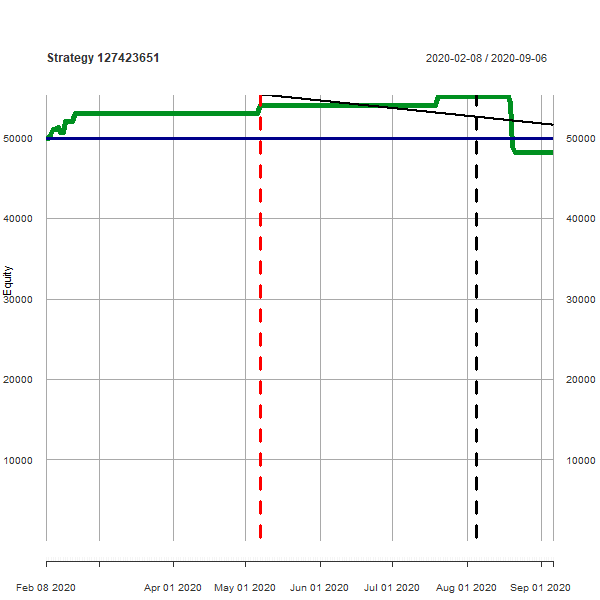 Strategy 127423651
2020-02-08 / 2020-09-06
Equity
50000
50000
40000
40000
30000
30000
20000
20000
10000
10000
Feb 08 2020
Apr 01 2020
May 01 2020
Jun 01 2020
Jul 01 2020
Aug 01 2020
Sep 01 2020